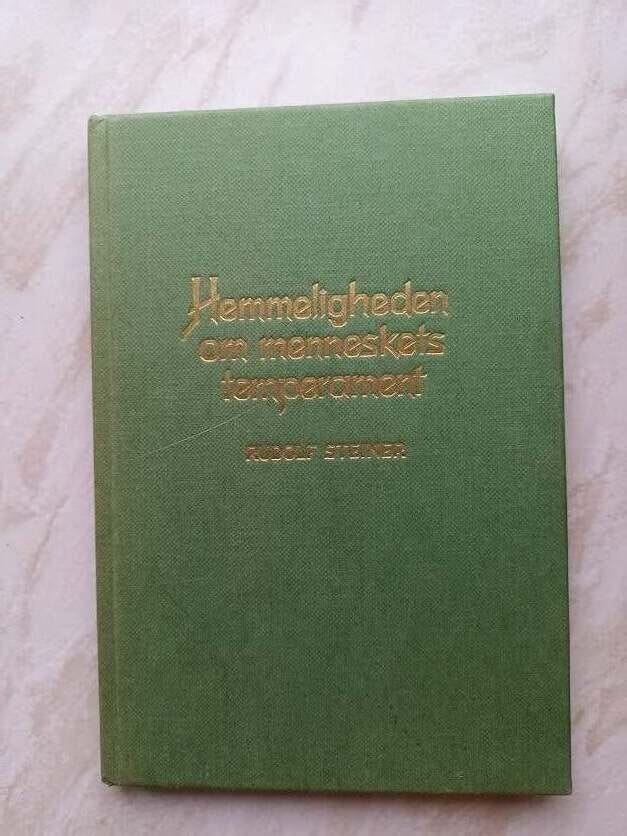 Hemmeligheden
om menneskets
temperament
RUDOLF STEINER